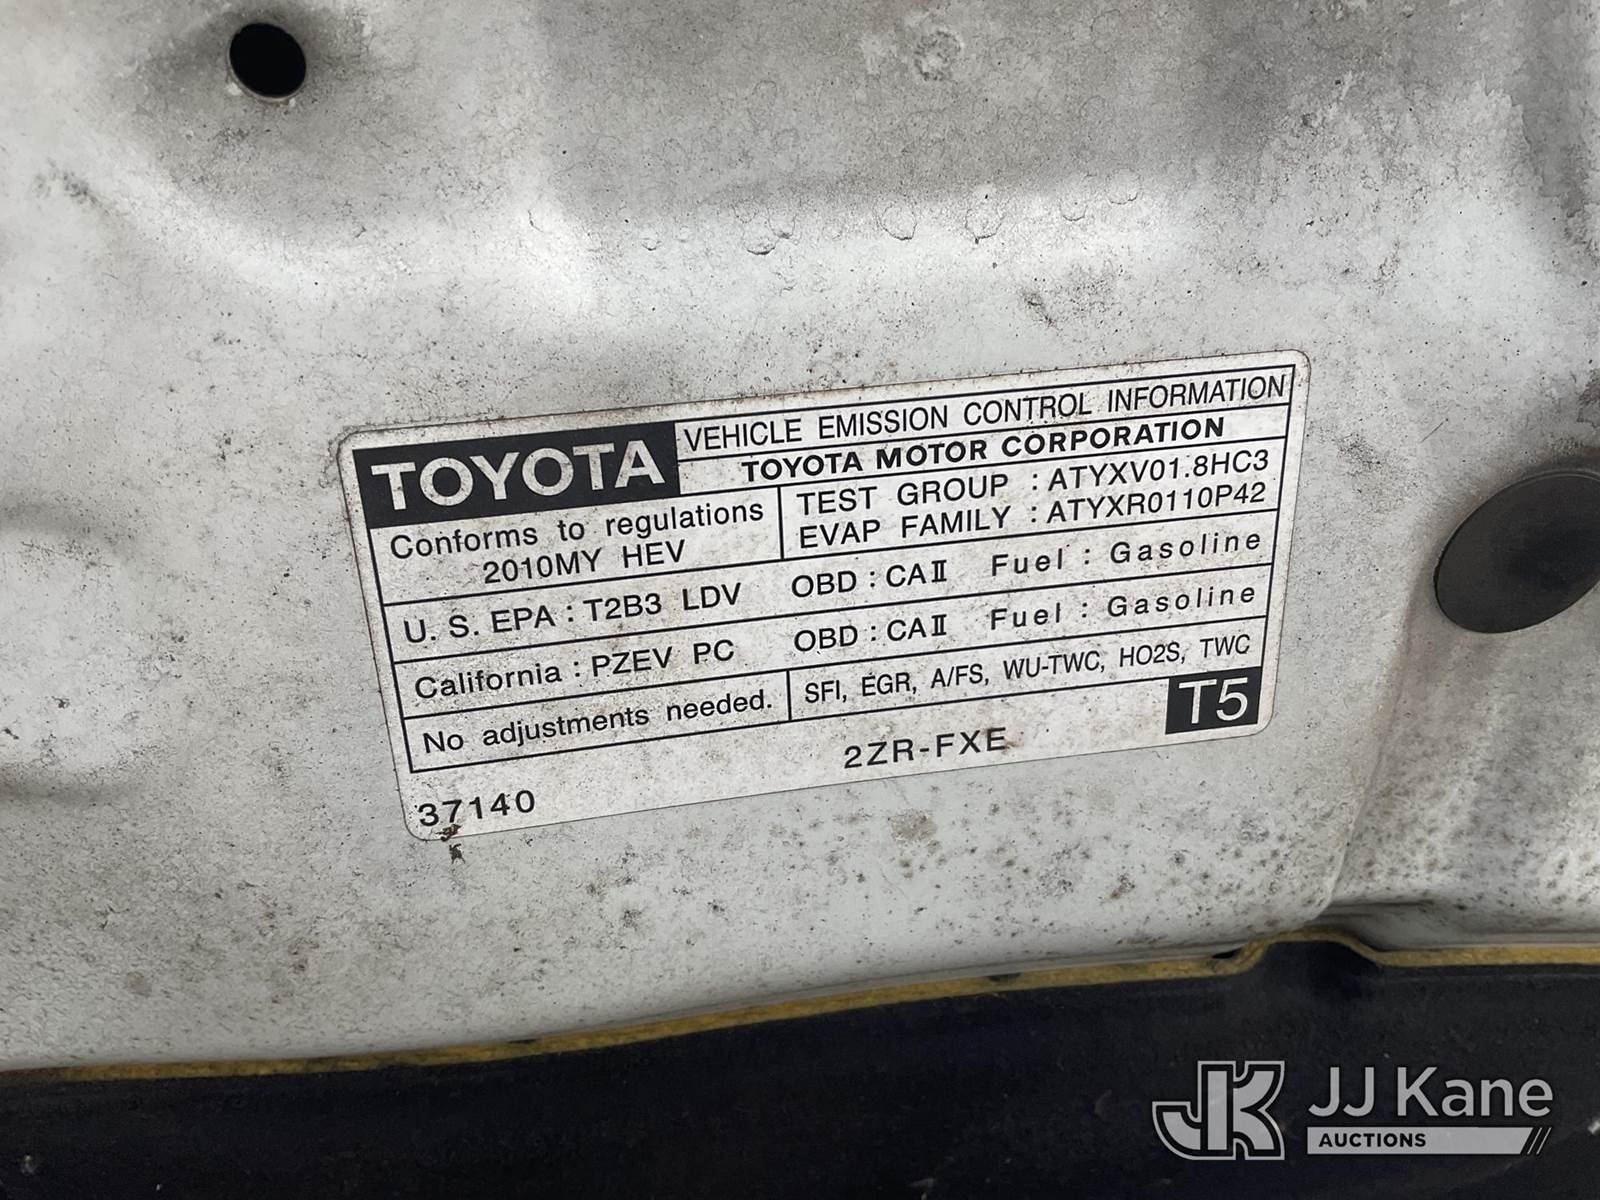 TOYOTA
VEHICLE EMISSION CONTROL INFORMATION
TOYOTA MOTOR CORPORATION
Conforms to regulations
2010MY HEV
TEST GROUP : ATYXV01.8HC3
EVAP FAMILY : ATYXR0110P42
U. S. EPA : T2B3 LDV OBD : CAⅡ Fuel : Gasoline
California : PZEV PC OBD : CAⅡ Fuel : Gasoline
No adjustments needed. SFI, EGR, A/FS, WU-TWC, HO2S, TWC
T5
37140 2ZR-FXE
JK JJ Kane
AUCTIONS